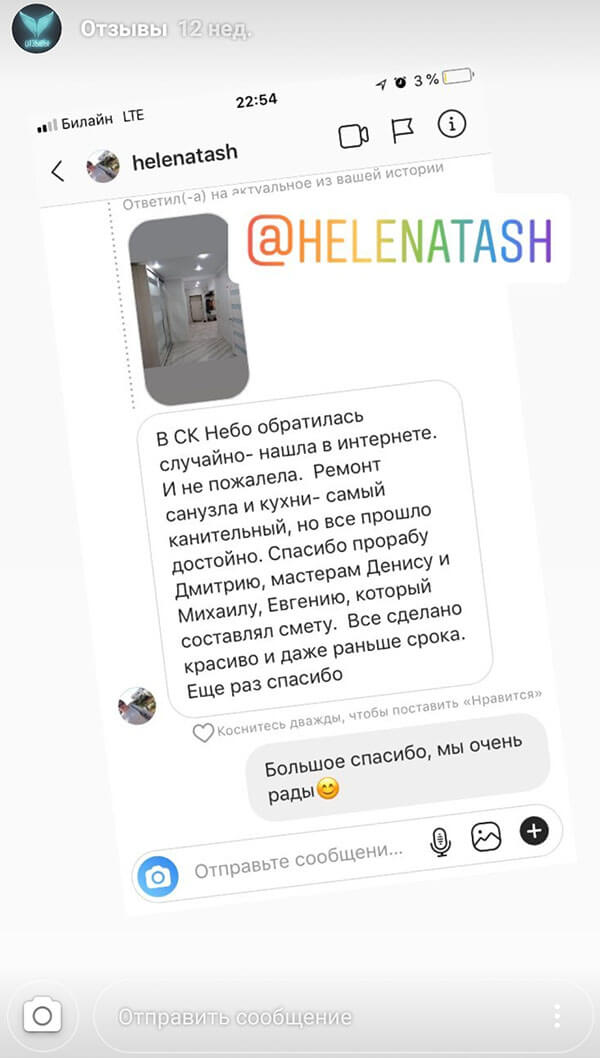 Отзывы 12 нед.
ОТЗЫВЫ
Билайн LTE 22:54 3 %
helenatash
Ответил(-а) на актуальное из вашей истории
@HELENATASH
В СК Небо обратилась
случайно- нашла в интернете.
И не пожалела. Ремонт
санузла и кухни- самый
канительный, но все прошло
достойно. Спасибо прорабу
Дмитрию, мастерам Денису и
Михаилу, Евгению, который
составлял смету. Все сделано
красиво и даже раньше срока.
Еще раз спасибо
Коснитесь дважды, чтобы поставить «Нравится»
Большое спасибо, мы очень
рады😊
Отправьте сообщени...
Отправить сообщение